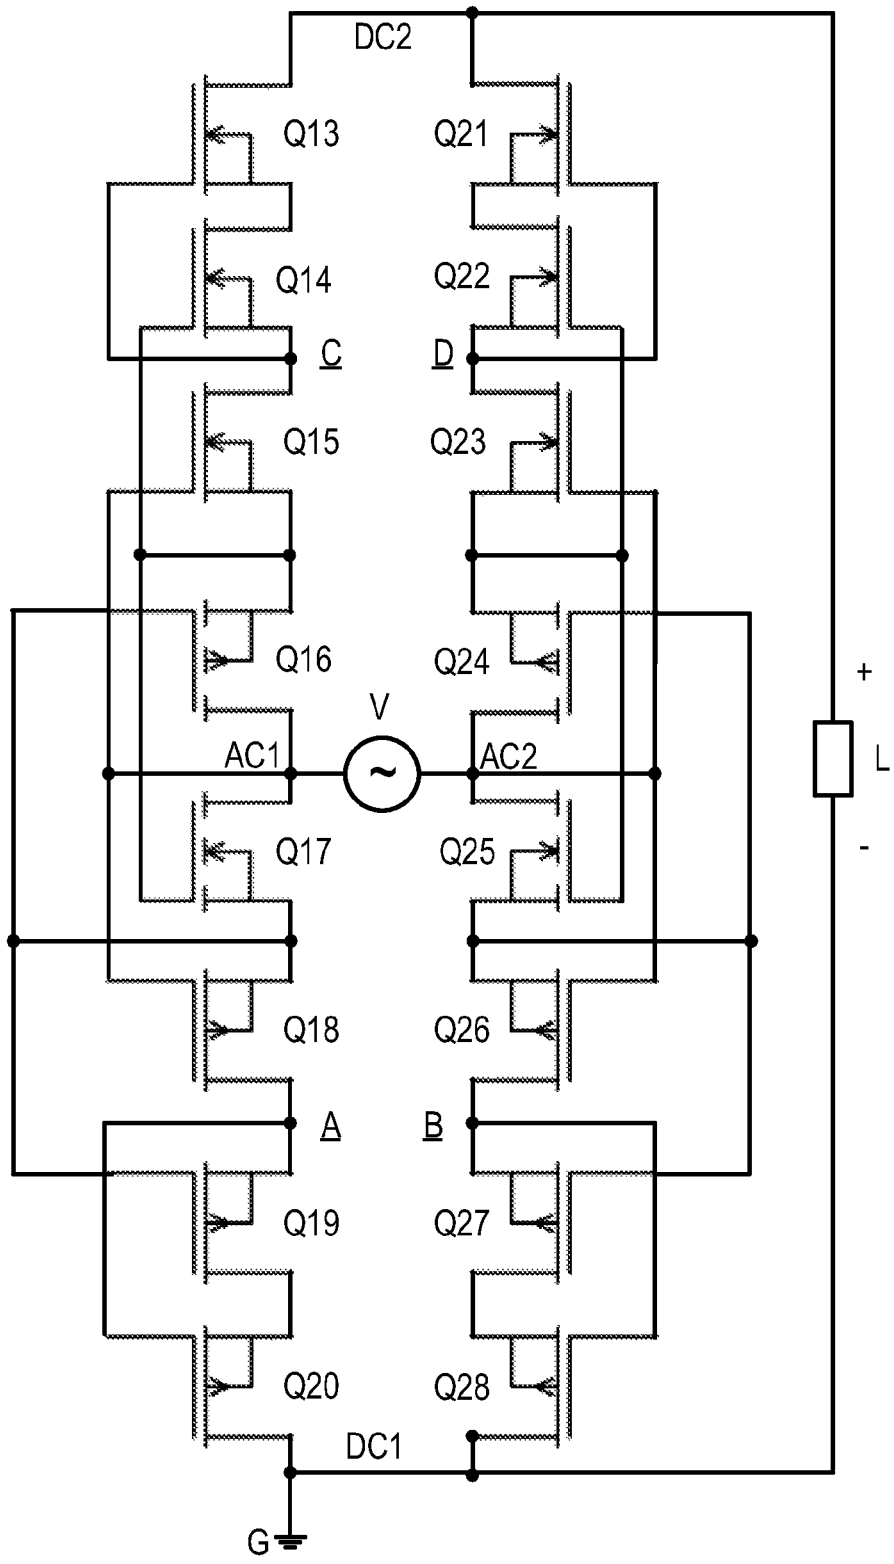 DC2
Q13 Q21
Q14 Q22
C D
Q15 Q23
Q16 Q24
+
V
AC1 ~ AC2
L
Q17 Q25
-
Q18 Q26
A B
Q19 Q27
Q20 Q28
DC1
G